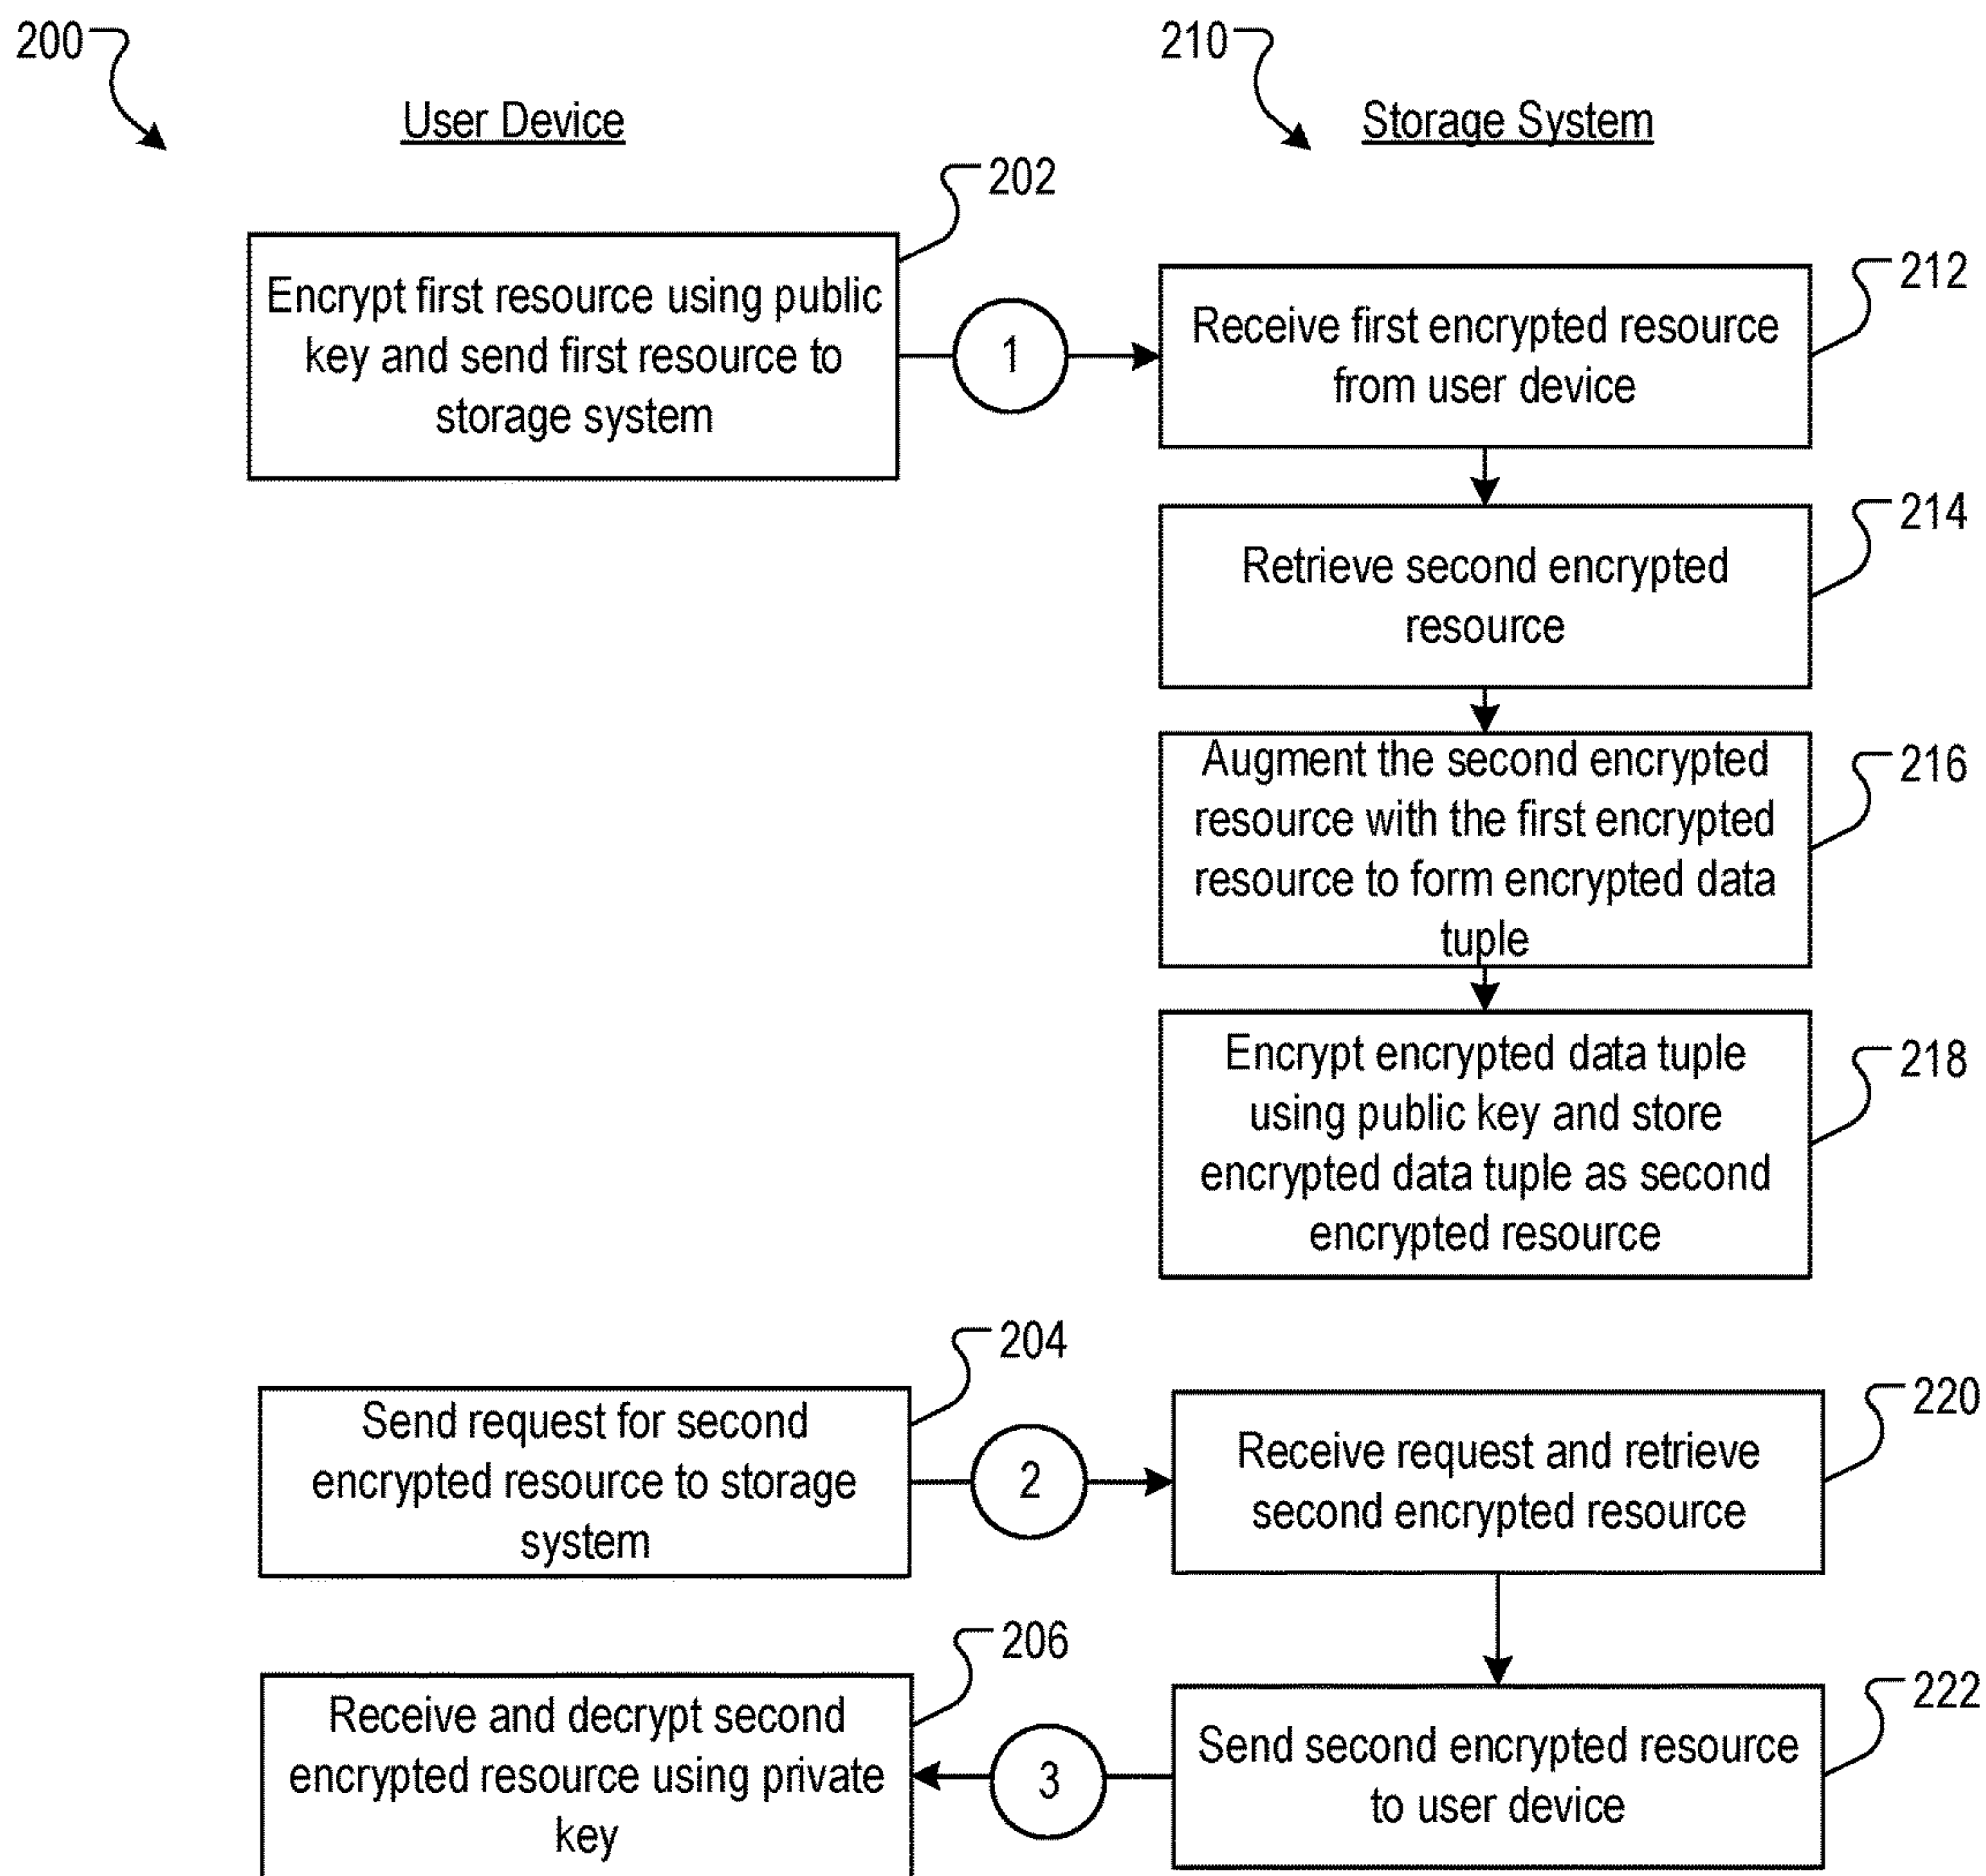 200
210
User Device
Storage System
202
Encrypt first resource using public
key and send first resource to
storage system
1
212
Receive first encrypted resource
from user device
214
Retrieve second encrypted
resource
216
Augment the second encrypted
resource with the first encrypted
resource to form encrypted data
tuple
218
Encrypt encrypted data tuple
using public key and store
encrypted data tuple as second
encrypted resource
204
Send request for second
encrypted resource to storage
system
2
220
Receive request and retrieve
second encrypted resource
206
Receive and decrypt second
encrypted resource using private
key
3
222
Send second encrypted resource
to user device